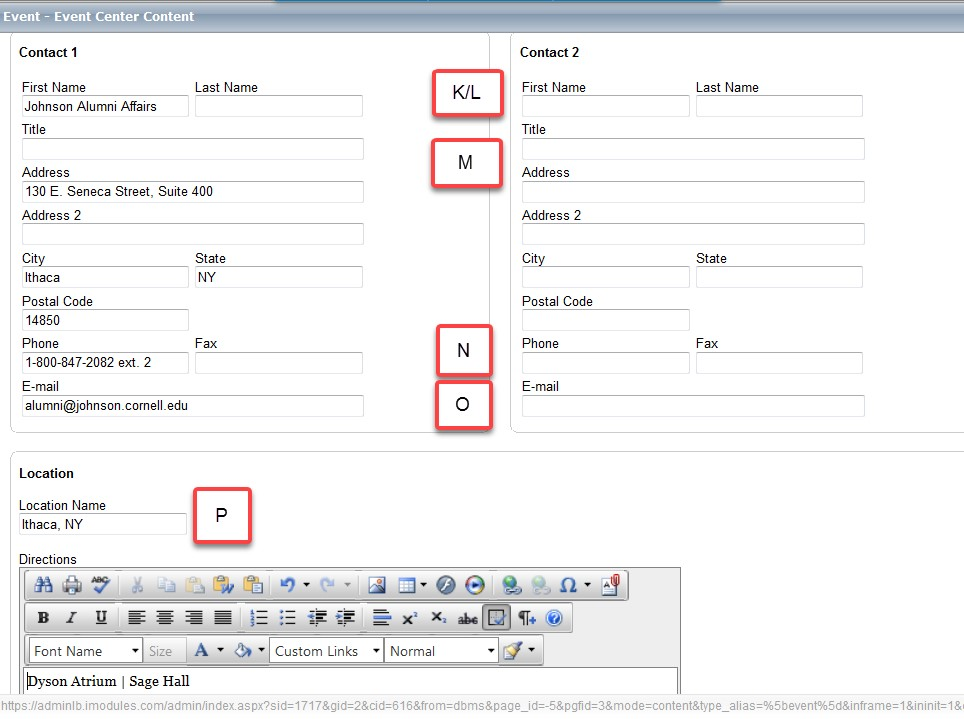 Event - Event Center Content
Contact 1
First Name Last Name
Johnson Alumni Affairs
Title
Address
130 E. Seneca Street, Suite 400
Address 2
City State
Ithaca NY
Postal Code
14850
Phone Fax
1-800-847-2082 ext. 2
E-mail
alumni@johnson.cornell.edu
K/L
M
N
O
Contact 2
First Name Last Name
Title
Address
Address 2
City State
Postal Code
Phone Fax
E-mail
Location
Location Name
Ithaca, NY
P
Directions
ABC
B I U abc
Font Name Size A Custom Links Normal
Dyson Atrium | Sage Hall
https://adminlb.imodules.com/admin/index.aspx?sid=1717&gid=2&cid=616&from=dbms&page_id=-5&pgfid=3&mode=content&type_alias=%5bevent%5d&inframe=1&ininit=1&